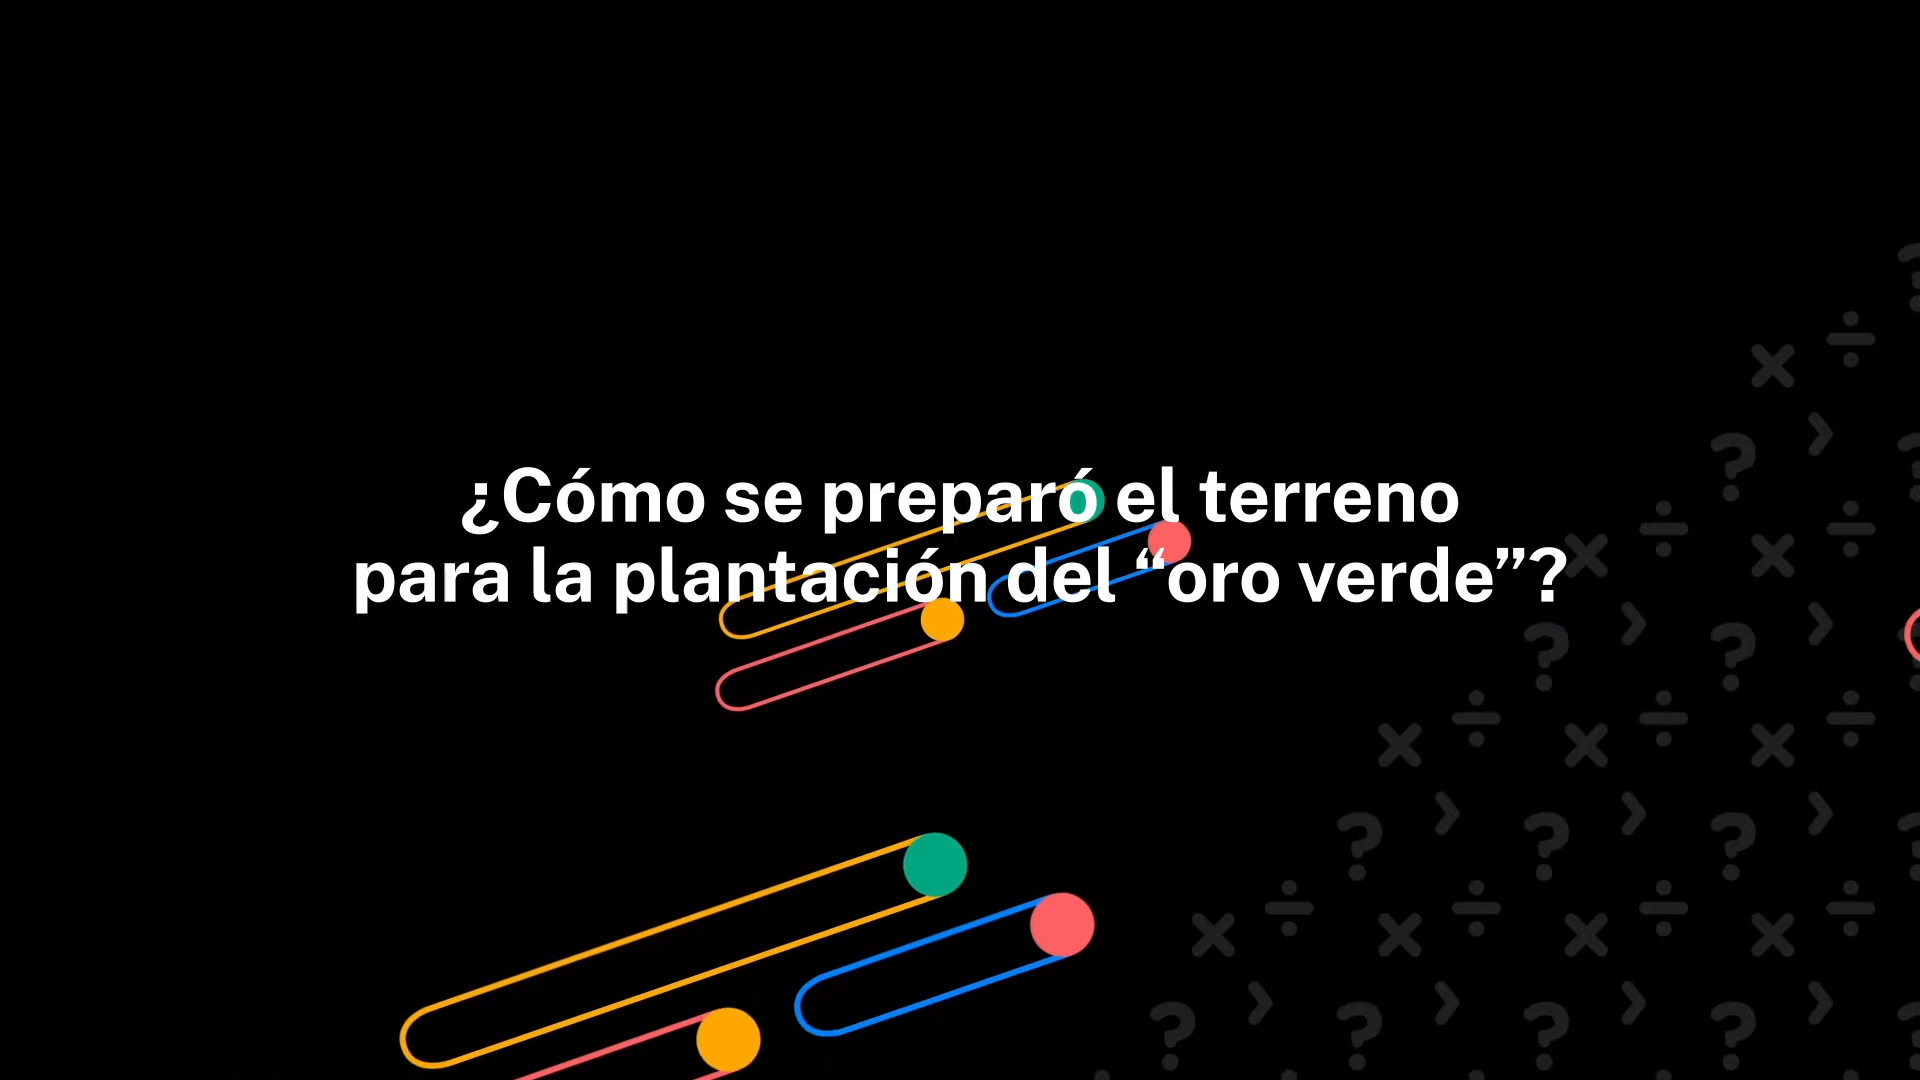 ¿Cómo se preparó el terreno
para la plantación del “oro verde”?